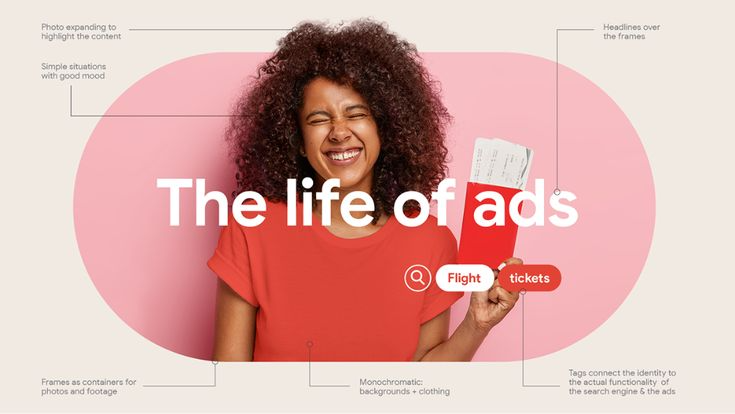 Photo expanding to
highlight the content
Headlines over
the frames
Simple situations
with good mood
The life of ads
Flight tickets
Frames as containers for
photos and footage
Monochromatic:
backgrounds + clothing
Tags connect the identity to
the actual functionality of
the search engine & the ads